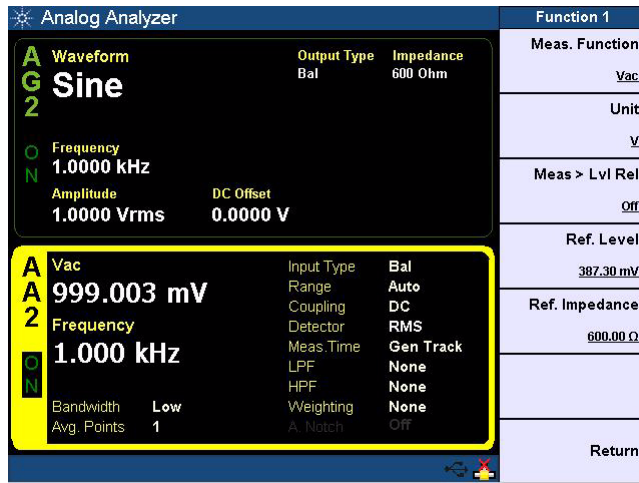 Analog Analyzer
AG2
ON
Waveform
Sine
Output Type Impedance
Bal 600 Ohm
Frequency
1.0000 kHz
Amplitude DC Offset
1.0000 Vrms 0.0000 V
AA2
ON
Vac
999.003 mV
Frequency
1.000 kHz
Bandwidth Low
Avg. Points 1
Input Type Bal
Range Auto
Coupling DC
Detector RMS
Meas.Time Gen Track
LPF None
HPF None
Weighting None
A. Notch Off
Function 1
Meas. Function
Vac
Unit
V
Meas > Lvl Rel
Off
Ref. Level
387.30 mV
Ref. Impedance
600.00 Ω
Return